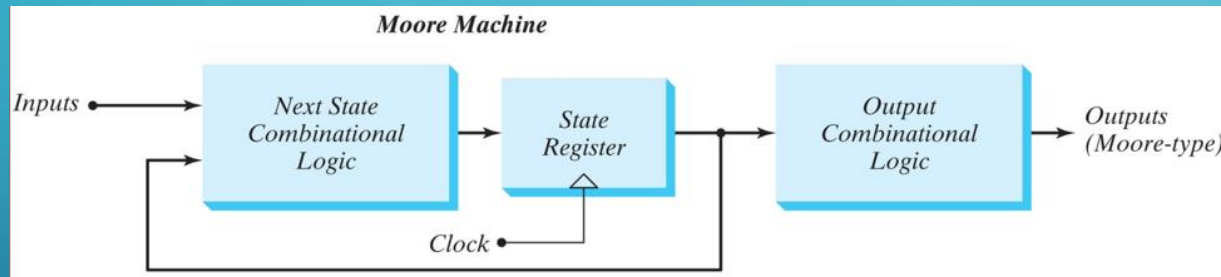 Moore Machine
Inputs
Next State
Combinational
Logic
State
Register
Output
Combinational
Logic
Outputs
(Moore-type)
Clock